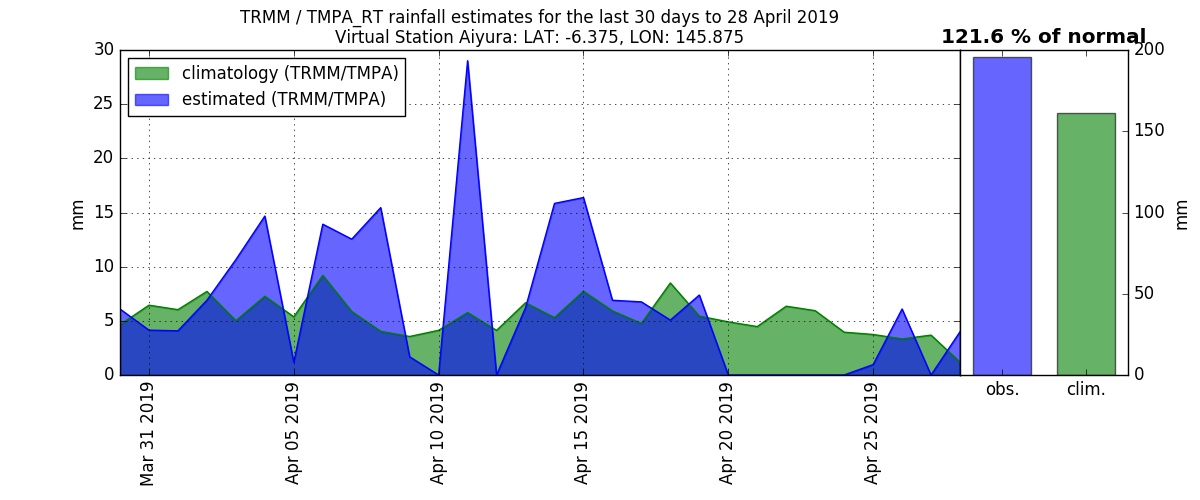 TRMM / TMPA_RT rainfall estimates for the last 30 days to 28 April 2019
Virtual Station Aiyura: LAT: -6.375, LON: 145.875
121.6 % of normal
climatology (TRMM/TMPA)
estimated (TRMM/TMPA)
mm
30
25
20
15
10
5
0
Mar 31 2019
Apr 05 2019
Apr 10 2019
Apr 15 2019
Apr 20 2019
Apr 25 2019
200
150
100
50
0
mm
obs.
clim.